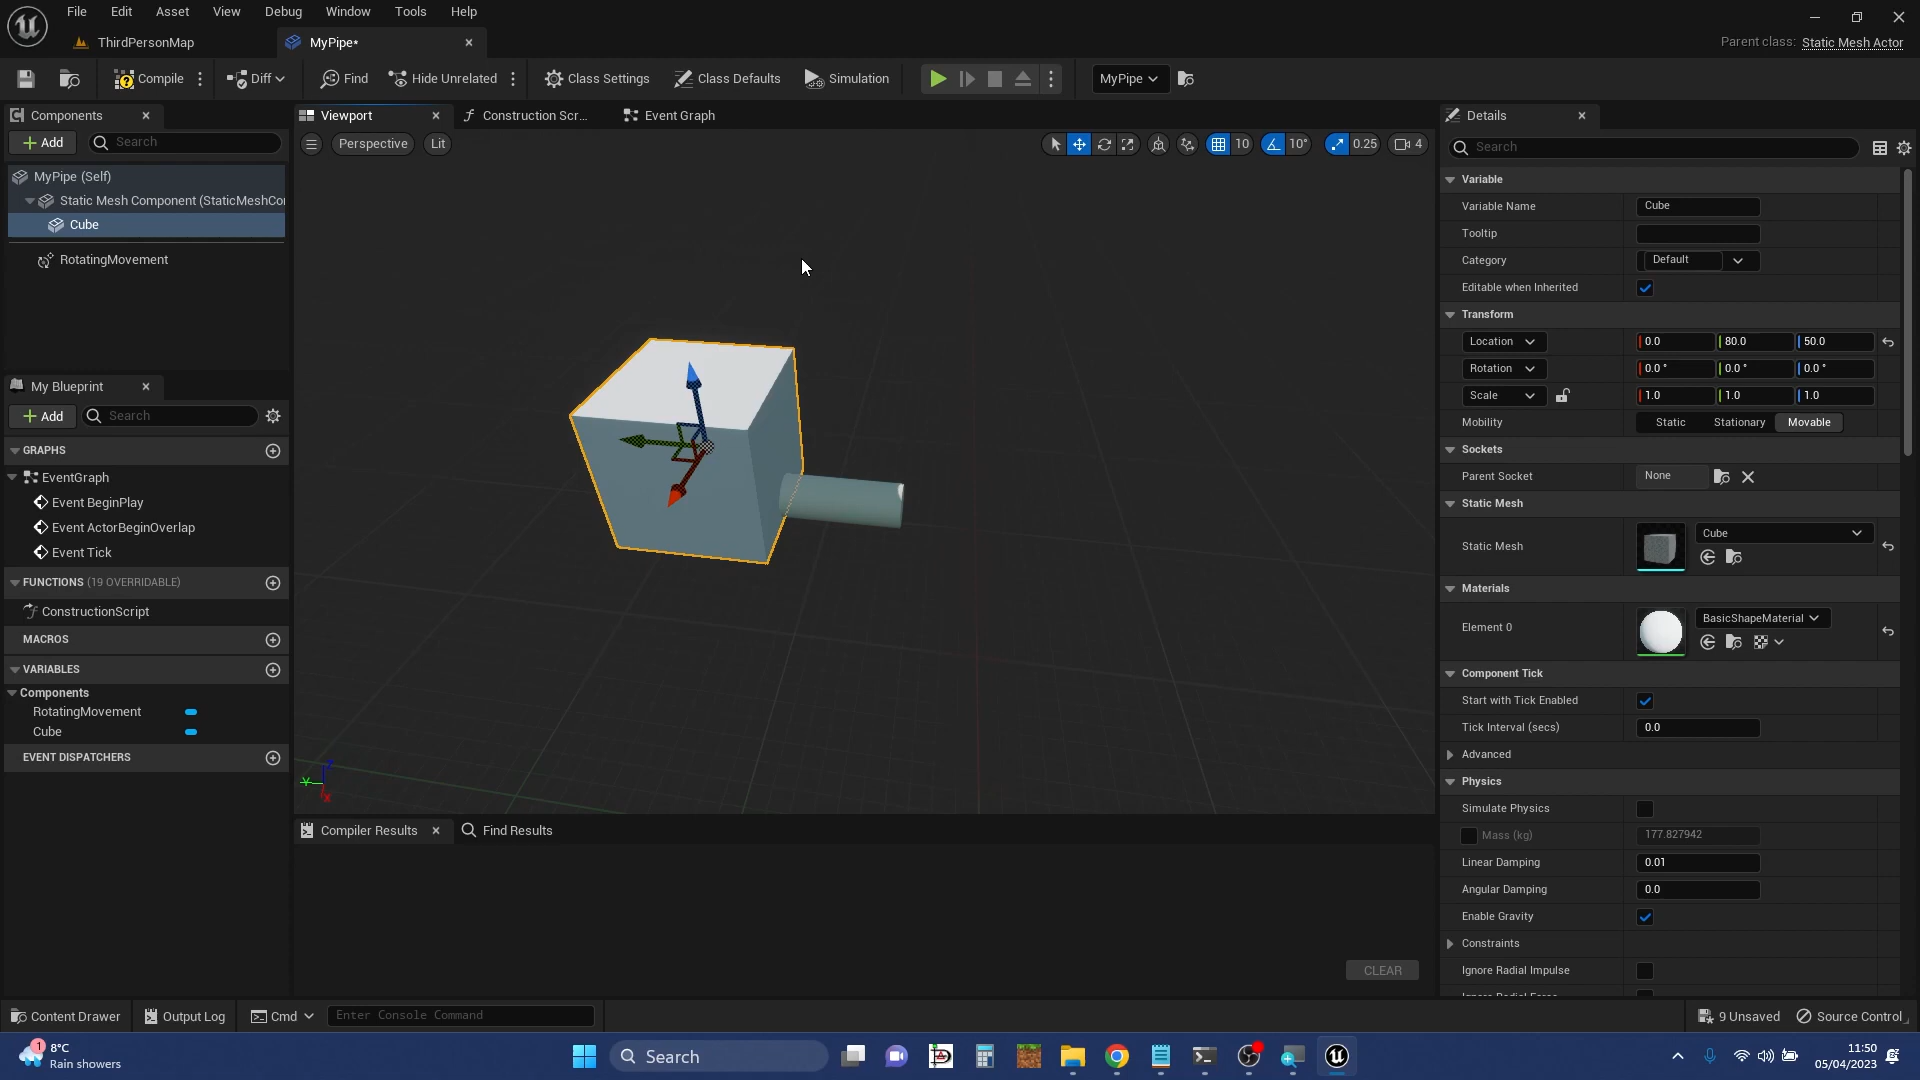 File Edit Asset View Debug Window Tools Help
ThirdPersonMap
MyPipe*
Parent class: Static Mesh Actor
Compile
Diff
Find
Hide Unrelated
Class Settings
Class Defaults
Simulation
MyPipe
Components
Add
Search
MyPipe (Self)
Static Mesh Component (StaticMeshCo
Cube
RotatingMovement
My Blueprint
Add
Search
GRAPHS
EventGraph
Event BeginPlay
Event ActorBeginOverlap
Event Tick
FUNCTIONS (19 OVERRIDABLE)
ConstructionScript
MACROS
VARIABLES
Components
RotatingMovement
Cube
EVENT DISPATCHERS
Viewport
Construction Scr...
Event Graph
Perspective
Lit
10
10°
0.25
4
Z
Y
X
Compiler Results
Find Results
CLEAR
Details
Search
Variable
Variable Name
Cube
Tooltip
Category
Default
Editable when Inherited
Transform
Location
0.0 80.0 50.0
Rotation
0.0 ° 0.0 ° 0.0 °
Scale
1.0 1.0 1.0
Mobility
Static Stationary Movable
Sockets
Parent Socket
None
Static Mesh
Static Mesh
Cube
Materials
Element 0
BasicShapeMaterial
Component Tick
Start with Tick Enabled
Tick Interval (secs)
0.0
Advanced
Physics
Simulate Physics
Mass (kg)
177.827942
Linear Damping
0.01
Angular Damping
0.0
Enable Gravity
Constraints
Ignore Radial Impulse
Content Drawer
Output Log
Cmd
Enter Console Command
9 Unsaved
Source Control
1
8°C
Rain showers
Search
11:50
05/04/2023